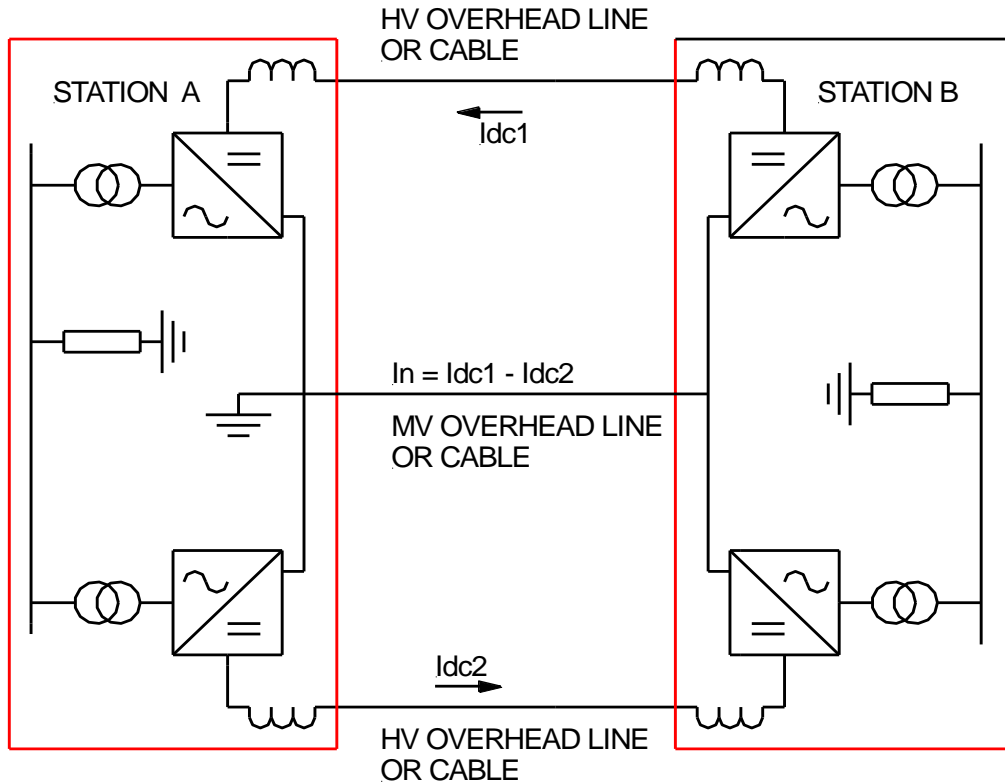 HV OVERHEAD LINE
OR CABLE
STATION A
STATION B
Idc1
In = Idc1 - Idc2
MV OVERHEAD LINE
OR CABLE
Idc2
HV OVERHEAD LINE
OR CABLE